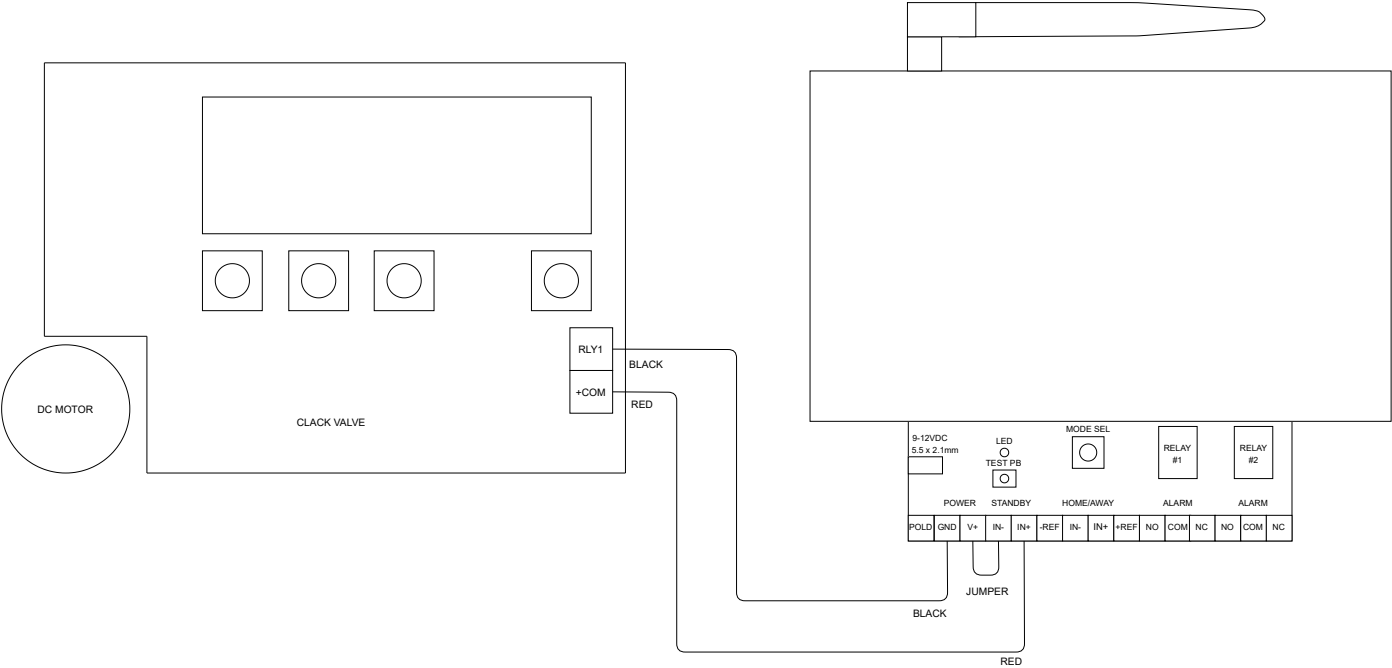 RLY1
BLACK
+COM
RED
DC MOTOR
CLACK VALVE
MODE SEL
9-12VDC
5.5 x 2.1mm
LED
TEST PB
RELAY
#1
RELAY
#2
POWER STANDBY HOME/AWAY ALARM ALARM
POLD GND V+ IN- IN+ -REF IN- IN+ +REF NO COM NC NO COM NC
JUMPER
BLACK
RED